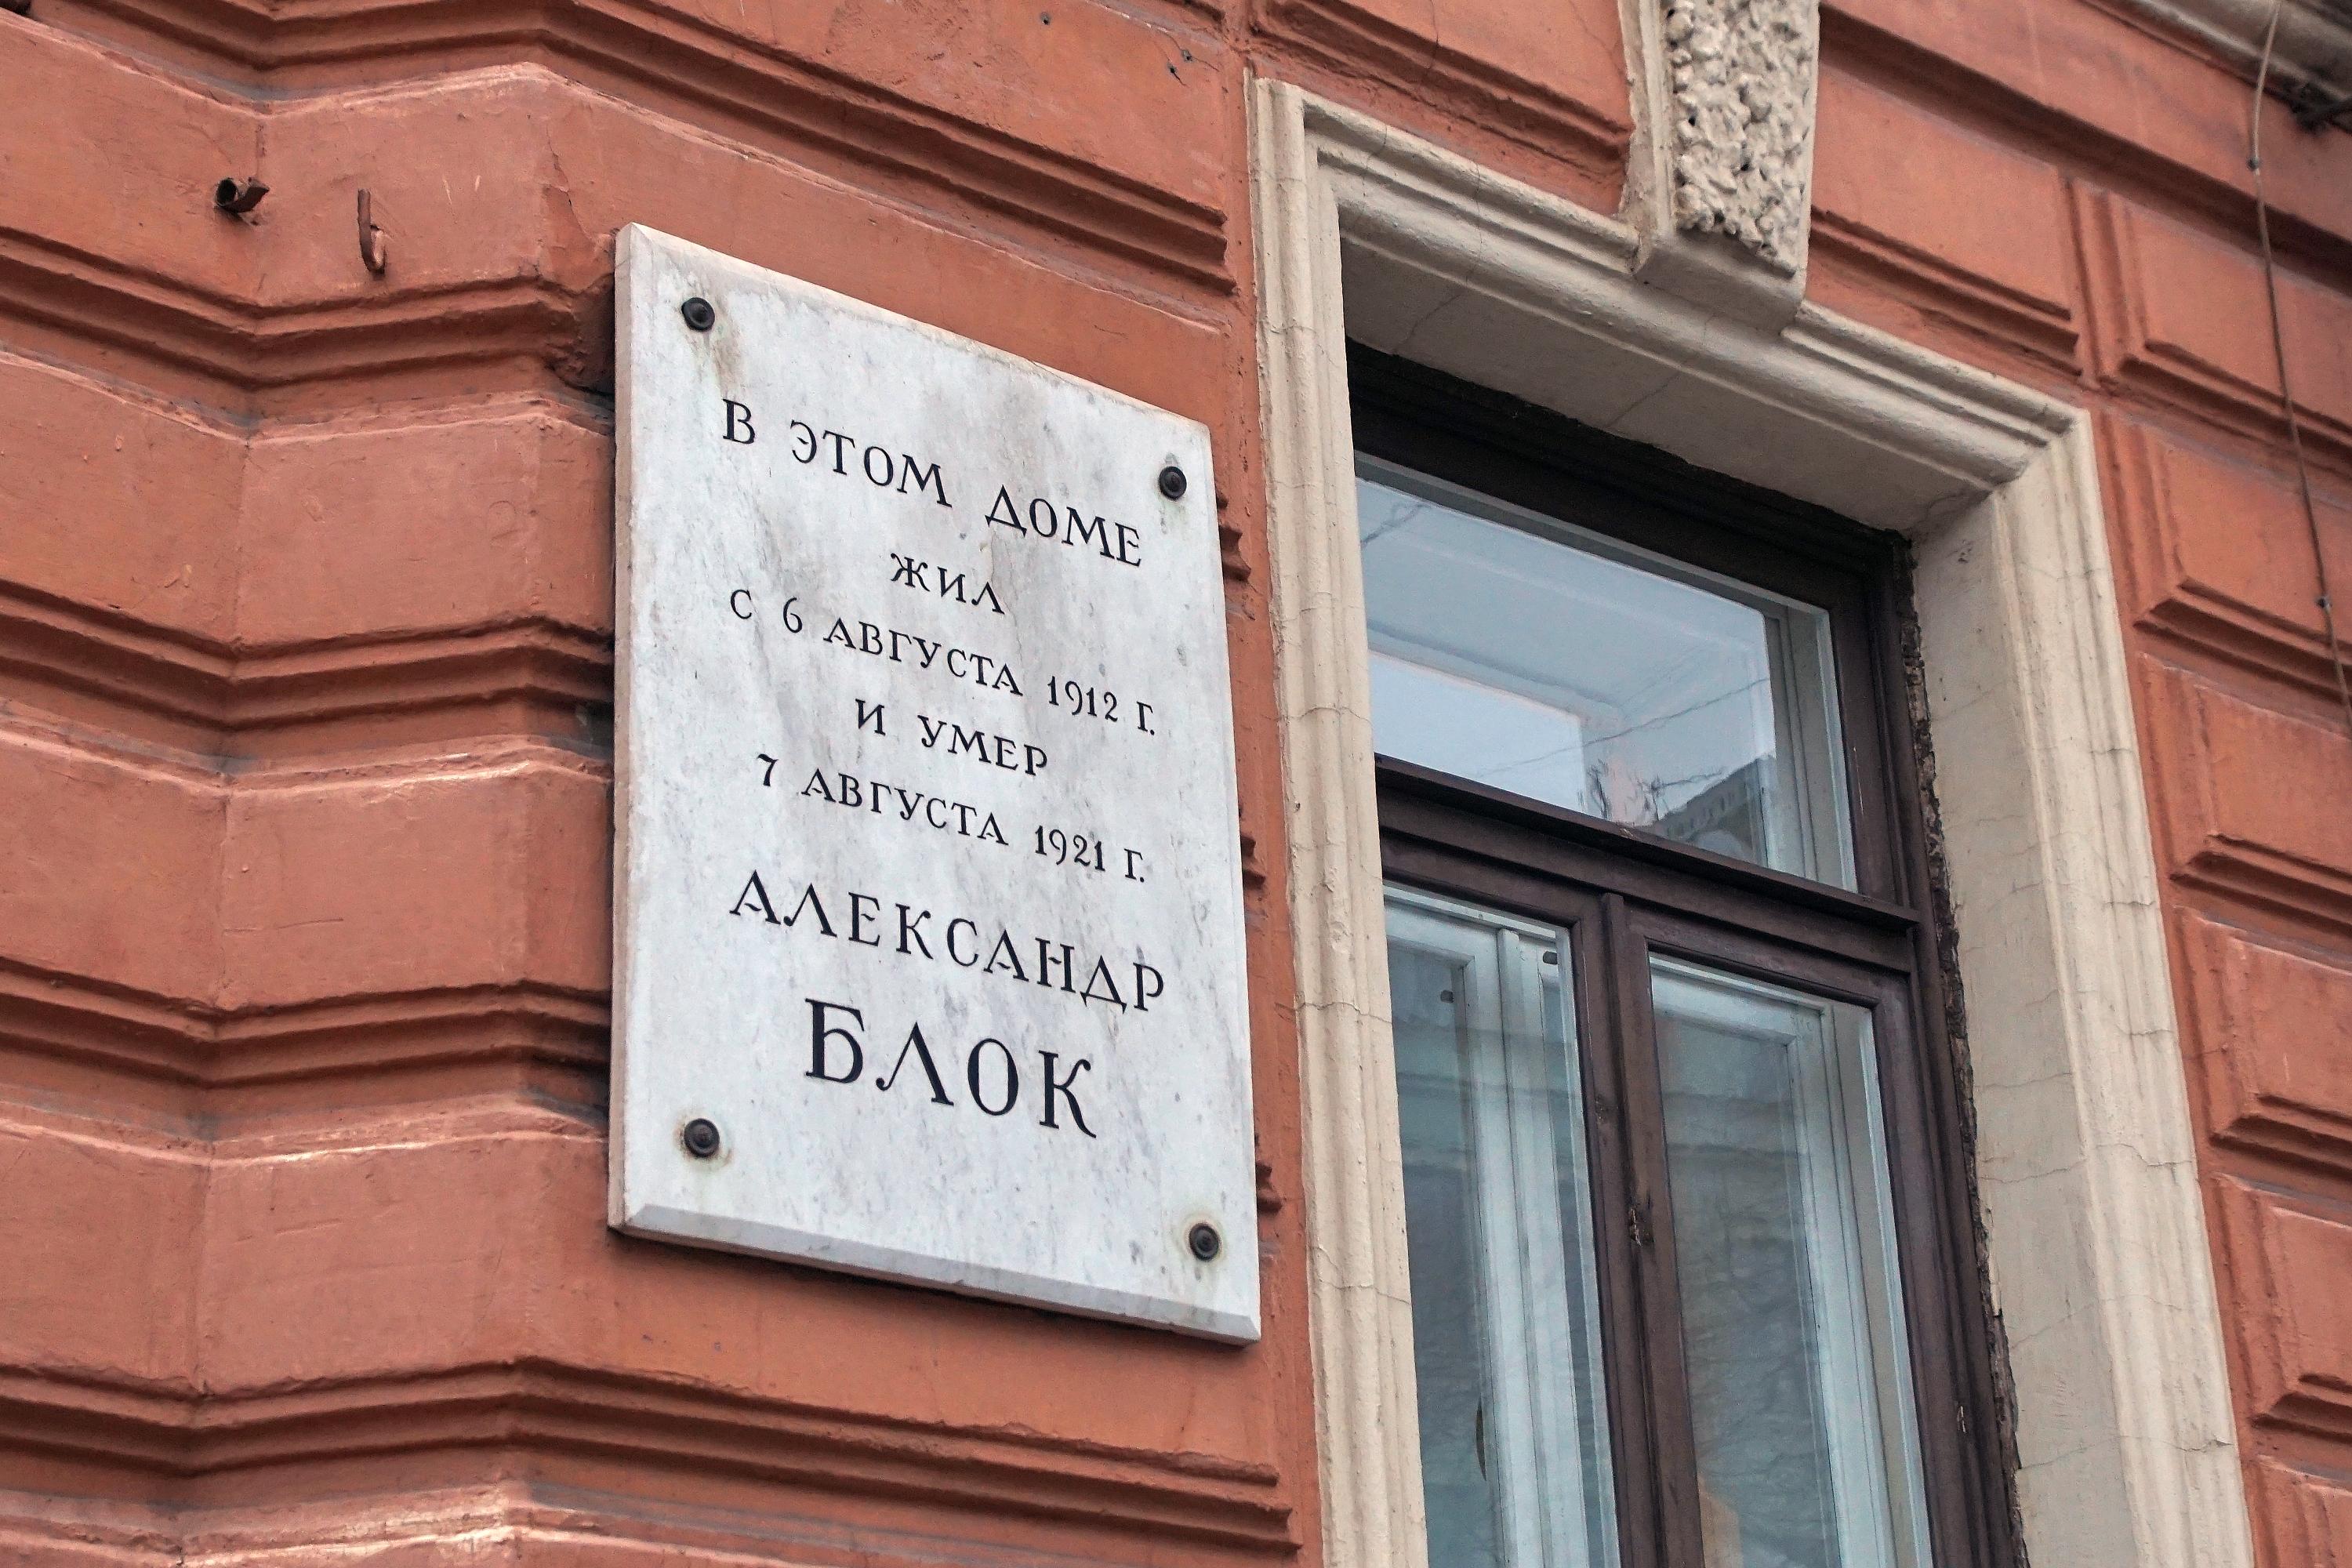 В ЭТОМ ДОМЕ
ЖИЛ
С 6 АВГУСТА 1912 Г.
И УМЕР
7 АВГУСТА 1921 Г.
АЛЕКСАНДР
БЛОК